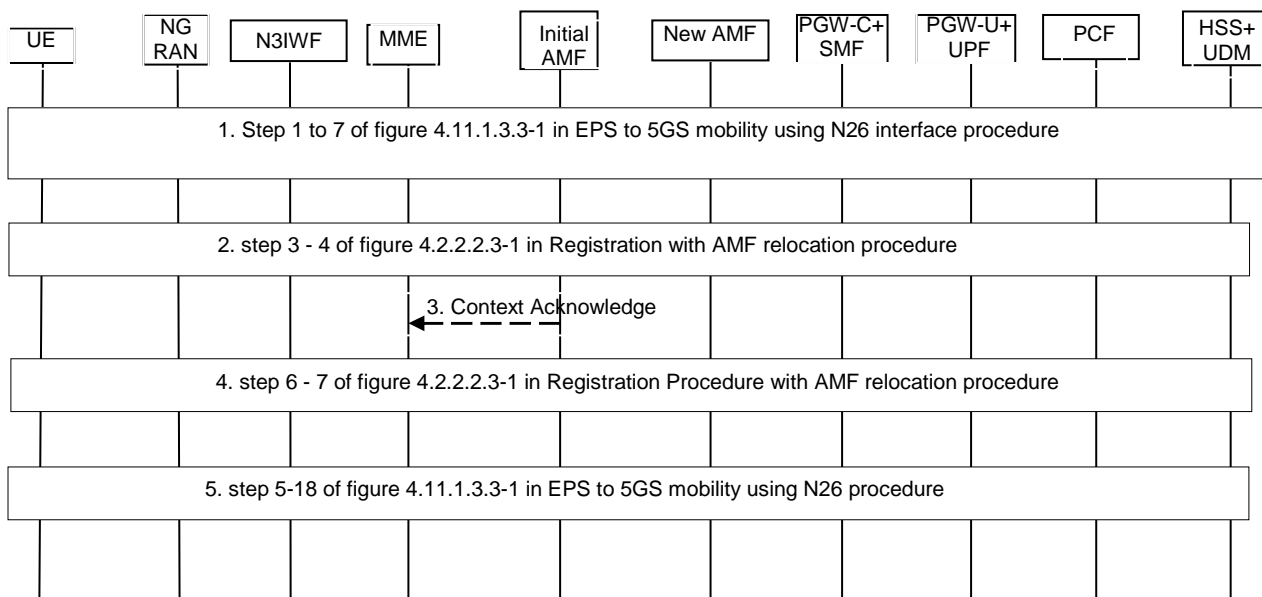 UE
NG
RAN
N3IWF
MME
Initial
AMF
New AMF
PGW-C+
SMF
PGW-U+
UPF
PCF
HSS+
UDM
1. Step 1 to 7 of figure 4.11.1.3.3-1 in EPS to 5GS mobility using N26 interface procedure
2. step 3 - 4 of figure 4.2.2.2.3-1 in Registration with AMF relocation procedure
3. Context Acknowledge
4. step 6 - 7 of figure 4.2.2.2.3-1 in Registration Procedure with AMF relocation procedure
5. step 5-18 of figure 4.11.1.3.3-1 in EPS to 5GS mobility using N26 procedure